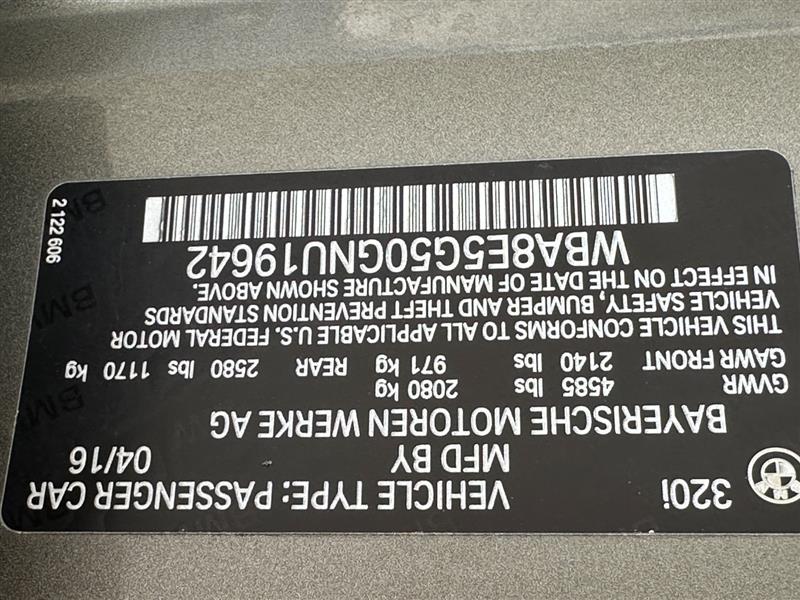 320i VEHICLE TYPE: PASSENGER CAR
MFD BY 04/16
BAYERISCHE MOTOREN WERKE AG
GVWR 4585 lbs 2080 kg
GAWR FRONT 2140 lbs 971 kg REAR 2580 lbs 1170 kg
THIS VEHICLE CONFORMS TO ALL APPLICABLE U.S. FEDERAL MOTOR
VEHICLE SAFETY, BUMPER AND THEFT PREVENTION STANDARDS
IN EFFECT ON THE DATE OF MANUFACTURE SHOWN ABOVE.
WBA8E5G50GNU19642
2 122 606